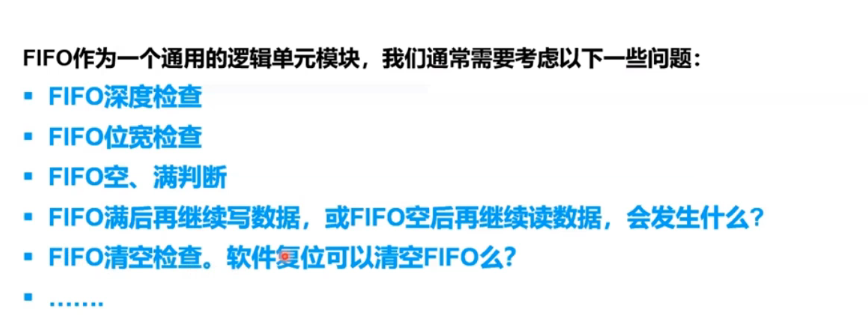 FIFO作为一个通用的逻辑单元模块，我们通常需要考虑以下一些问题：
▪ FIFO深度检查
▪ FIFO位宽检查
▪ FIFO空、满判断
▪ FIFO满后再继续写数据，或FIFO空后再继续读数据，会发生什么？
▪ FIFO清空检查。软件复位可以清空FIFO么？
▪ …….